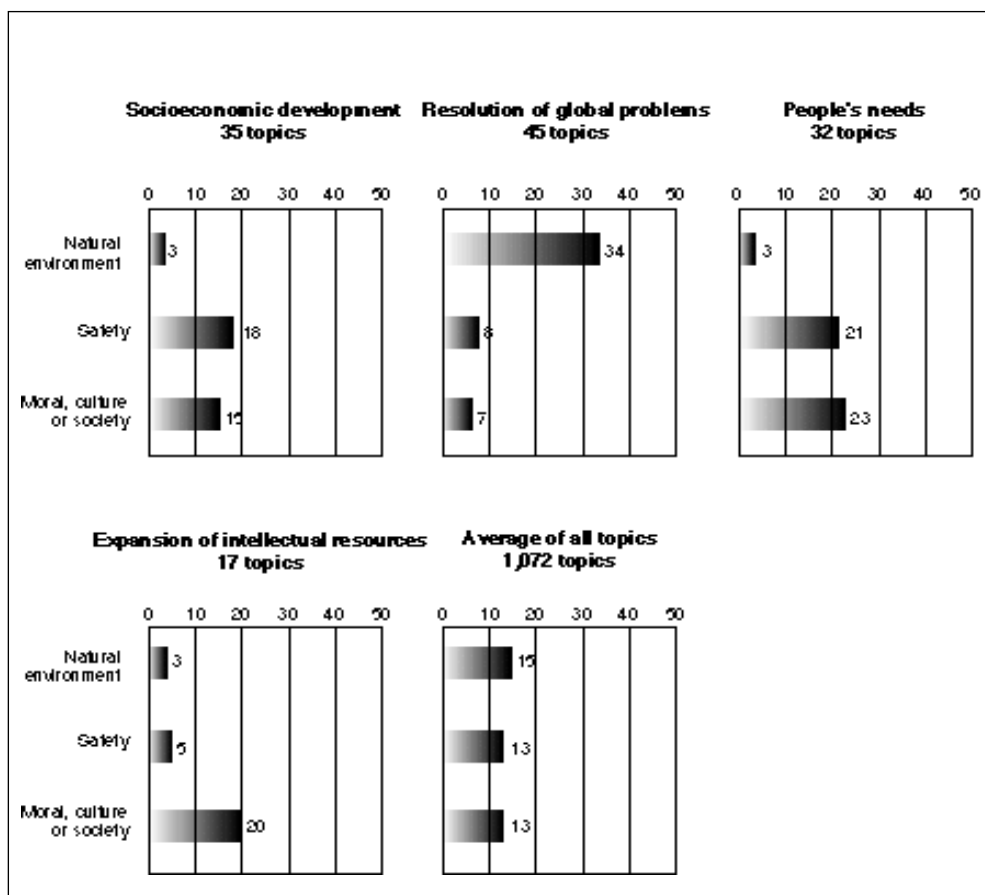 Socioeconomic development
35 topics
Resolution of global problems
45 topics
People's needs
32 topics
0 10 20 30 40 50
0 10 20 30 40 50
0 10 20 30 40 50
Natural
environment
3
34
3
Safety
18
8
21
Moral, culture
or society
15
7
23
Expansion of intellectual resources
17 topics
Average of all topics
1,072 topics
0 10 20 30 40 50
0 10 20 30 40 50
Natural
environment
3
15
Safety
5
13
Moral, culture
or society
20
13